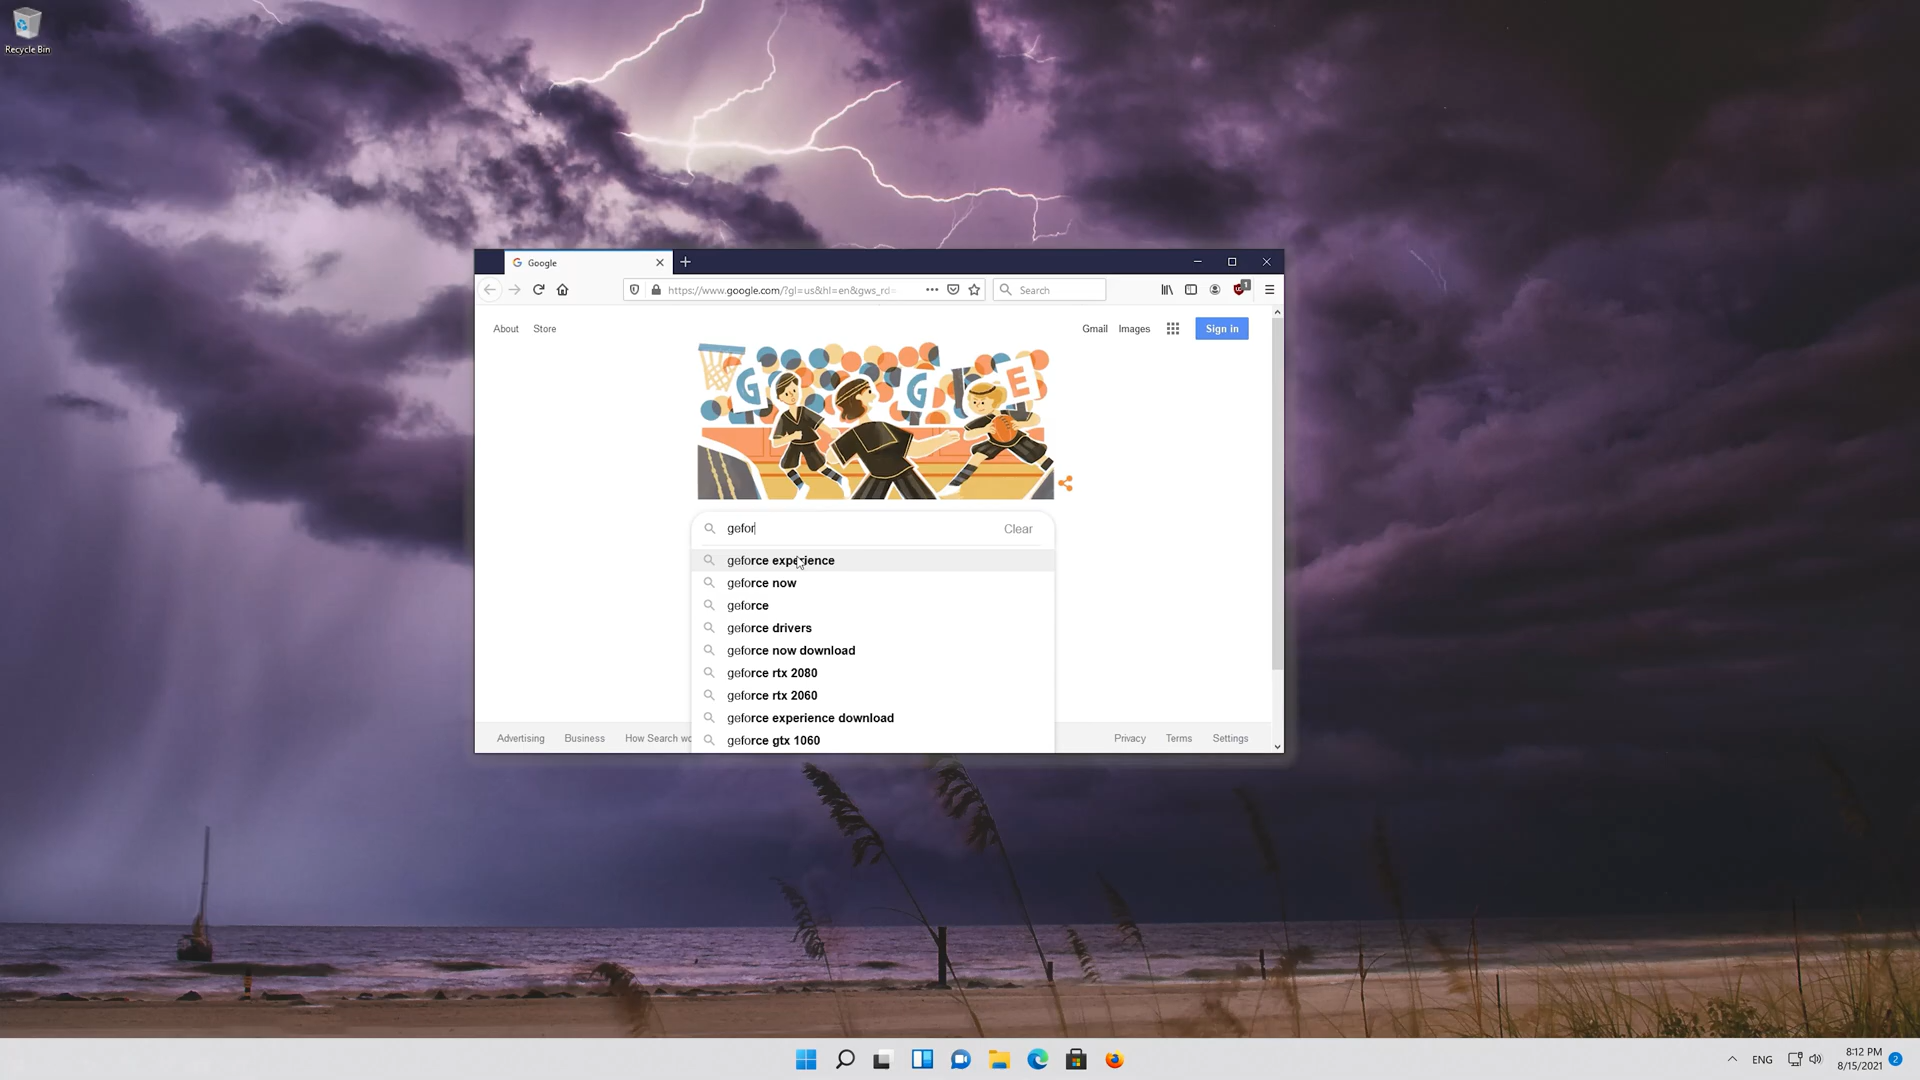 Recycle Bin
Google
https://www.google.com/?gl=us&hl=en&gws_rd=
Search
1
About
Store
Gmail
Images
Sign in
G
G
E
gefor
Clear
geforce experience
geforce now
geforce
geforce drivers
geforce now download
geforce rtx 2080
geforce rtx 2060
geforce experience download
geforce gtx 1060
Advertising
Business
How Search wo
Privacy
Terms
Settings
ENG
8:12 PM
8/15/2021
2